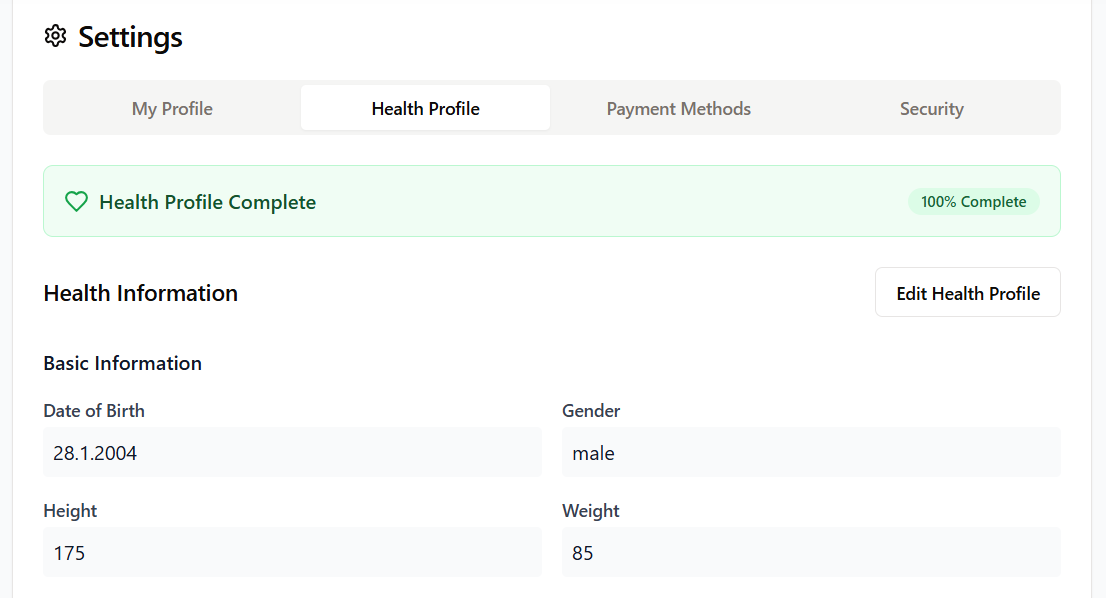 Settings
My Profile Health Profile Payment Methods Security
Health Profile Complete 100% Complete
Health Information Edit Health Profile
Basic Information
Date of Birth Gender
28.1.2004 male
Height Weight
175 85